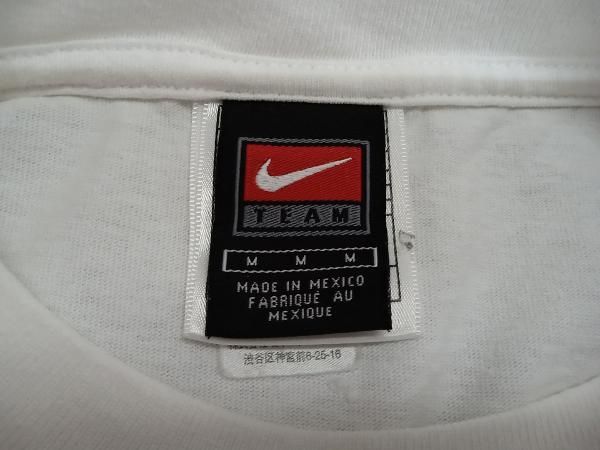 TEAM
M M M
MADE IN MEXICO
FABRIQUÉ AU
MEXIQUE
渋谷区神宮前6-25-16